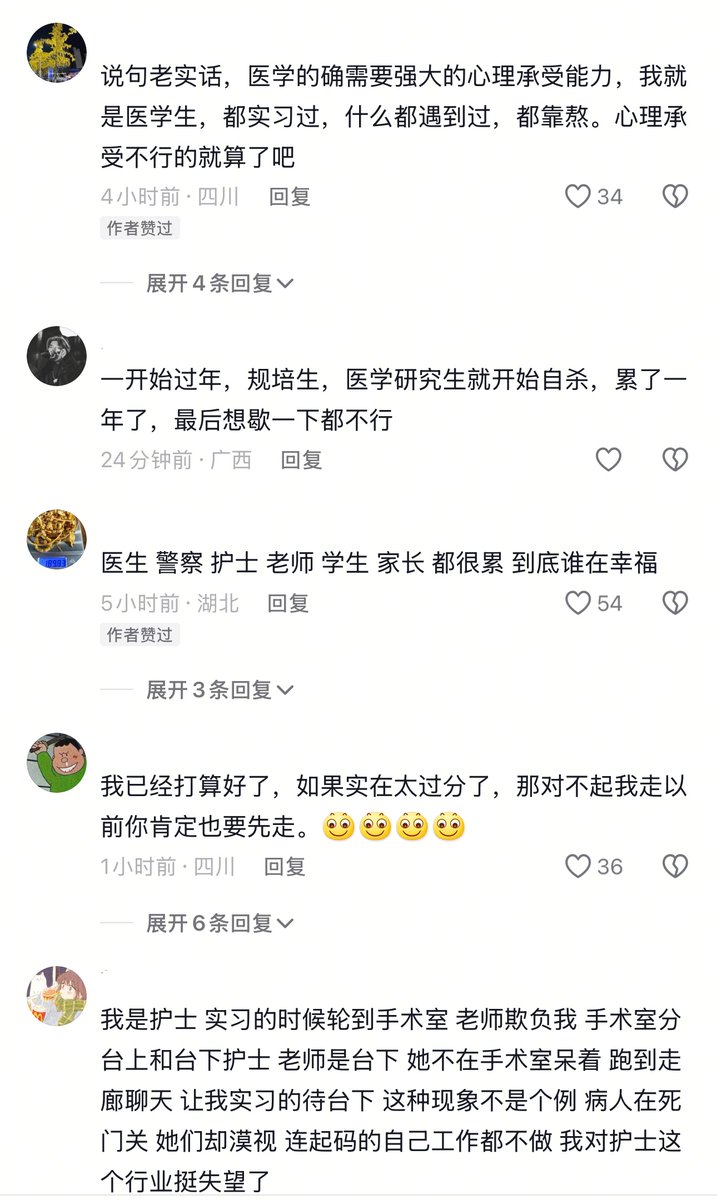 说句老实话，医学的确需要强大的心理承受能力，我就
是医学生，都实习过，什么都遇到过，都靠熬。心理承
受不行的就算了吧
4小时前·四川 回复 34
作者赞过
展开4条回复
一开始过年，规培生，医学研究生就开始自杀，累了一
年了，最后想歇一下都不行
24分钟前·广西 回复
医生 警察 护士 老师 学生 家长 都很累 到底谁在幸福
5小时前·湖北 回复 54
作者赞过
展开3条回复
我已经打算好了，如果实在太过分了，那对不起我走以
前你肯定也要先走。
1小时前·四川 回复 36
展开6条回复
我是护士 实习的时候轮到手术室 老师欺负我 手术室分
台上和台下护士 老师是台下 她不在手术室呆着 跑到走
廊聊天 让我实习的待台下 这种现象不是个例 病人在死
门关 她们却漠视 连起码的自己工作都不做 我对护士这
个行业挺失望了